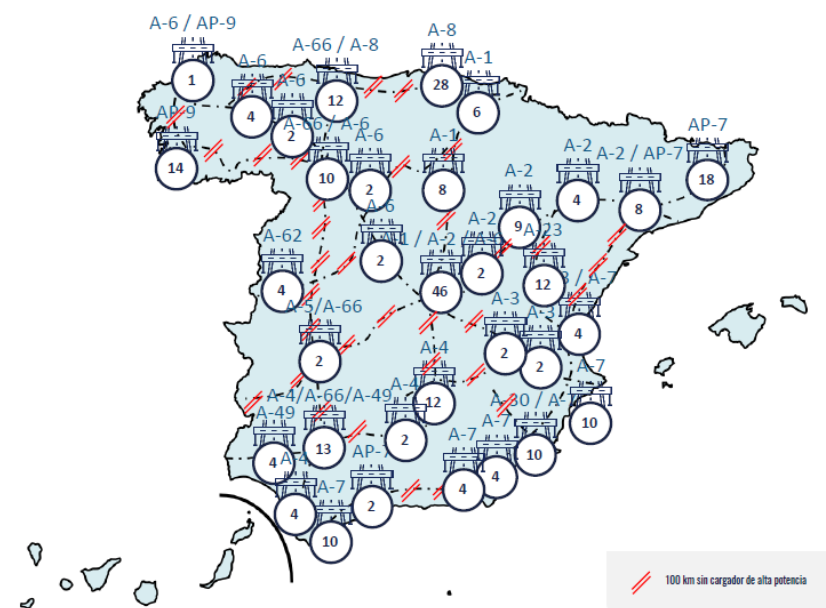 A-6 / AP-9
1
A-6
4
A-6
2
A-66 / A-8
12
A-8
28
A-1
6
AP-9
14
A-66 / A-6
10
A-6
2
A-1
8
A-2
9
A-2
4
A-2 / AP-7
8
AP-7
18
A-62
4
A-6
2
A-1 / A-2
46
A-2
2
A-23
12
A-7
4
A-5/A-66
2
A-3
2
A-3
2
A-7
10
A-4
12
A-4
2
A-4/A-66/A-49
13
A-49
4
4
A-7
10
AP-7
2
A-7
4
A-7
4
10
100 km sin cargador de alta potencia